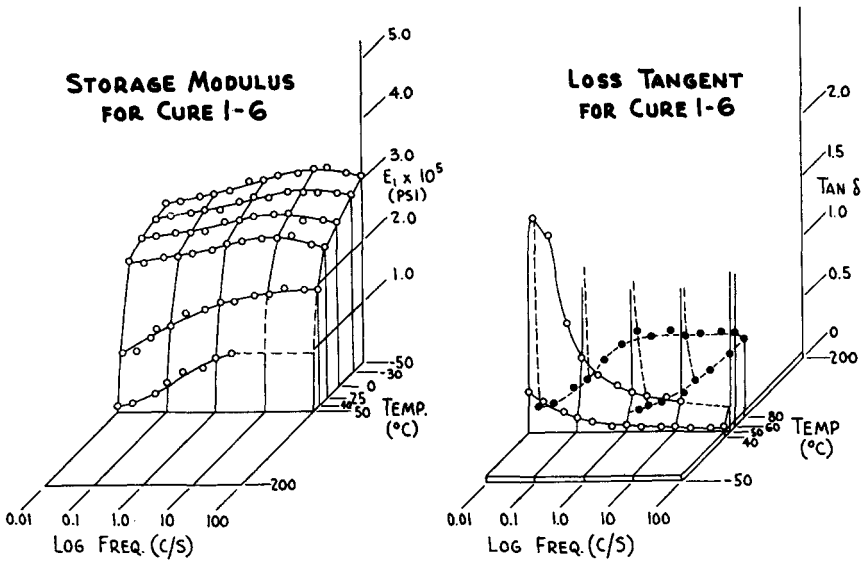 STORAGE MODULUS
FOR CURE 1-6
5.0
4.0
3.0
E₁ x 10⁵
(PSI)
2.0
1.0
-50
-30
0
25
40
50
TEMP.
(°C)
200
0.01
0.1
1.0
10
100
LOG FREQ. (C/S)
LOSS TANGENT
FOR CURE 1-6
2.0
1.5
TAN δ
1.0
0.5
0
200
80
60
50
40
TEMP
(°C)
-50
0.01
0.1
1.0
10
100
LOG FREQ. (C/S)